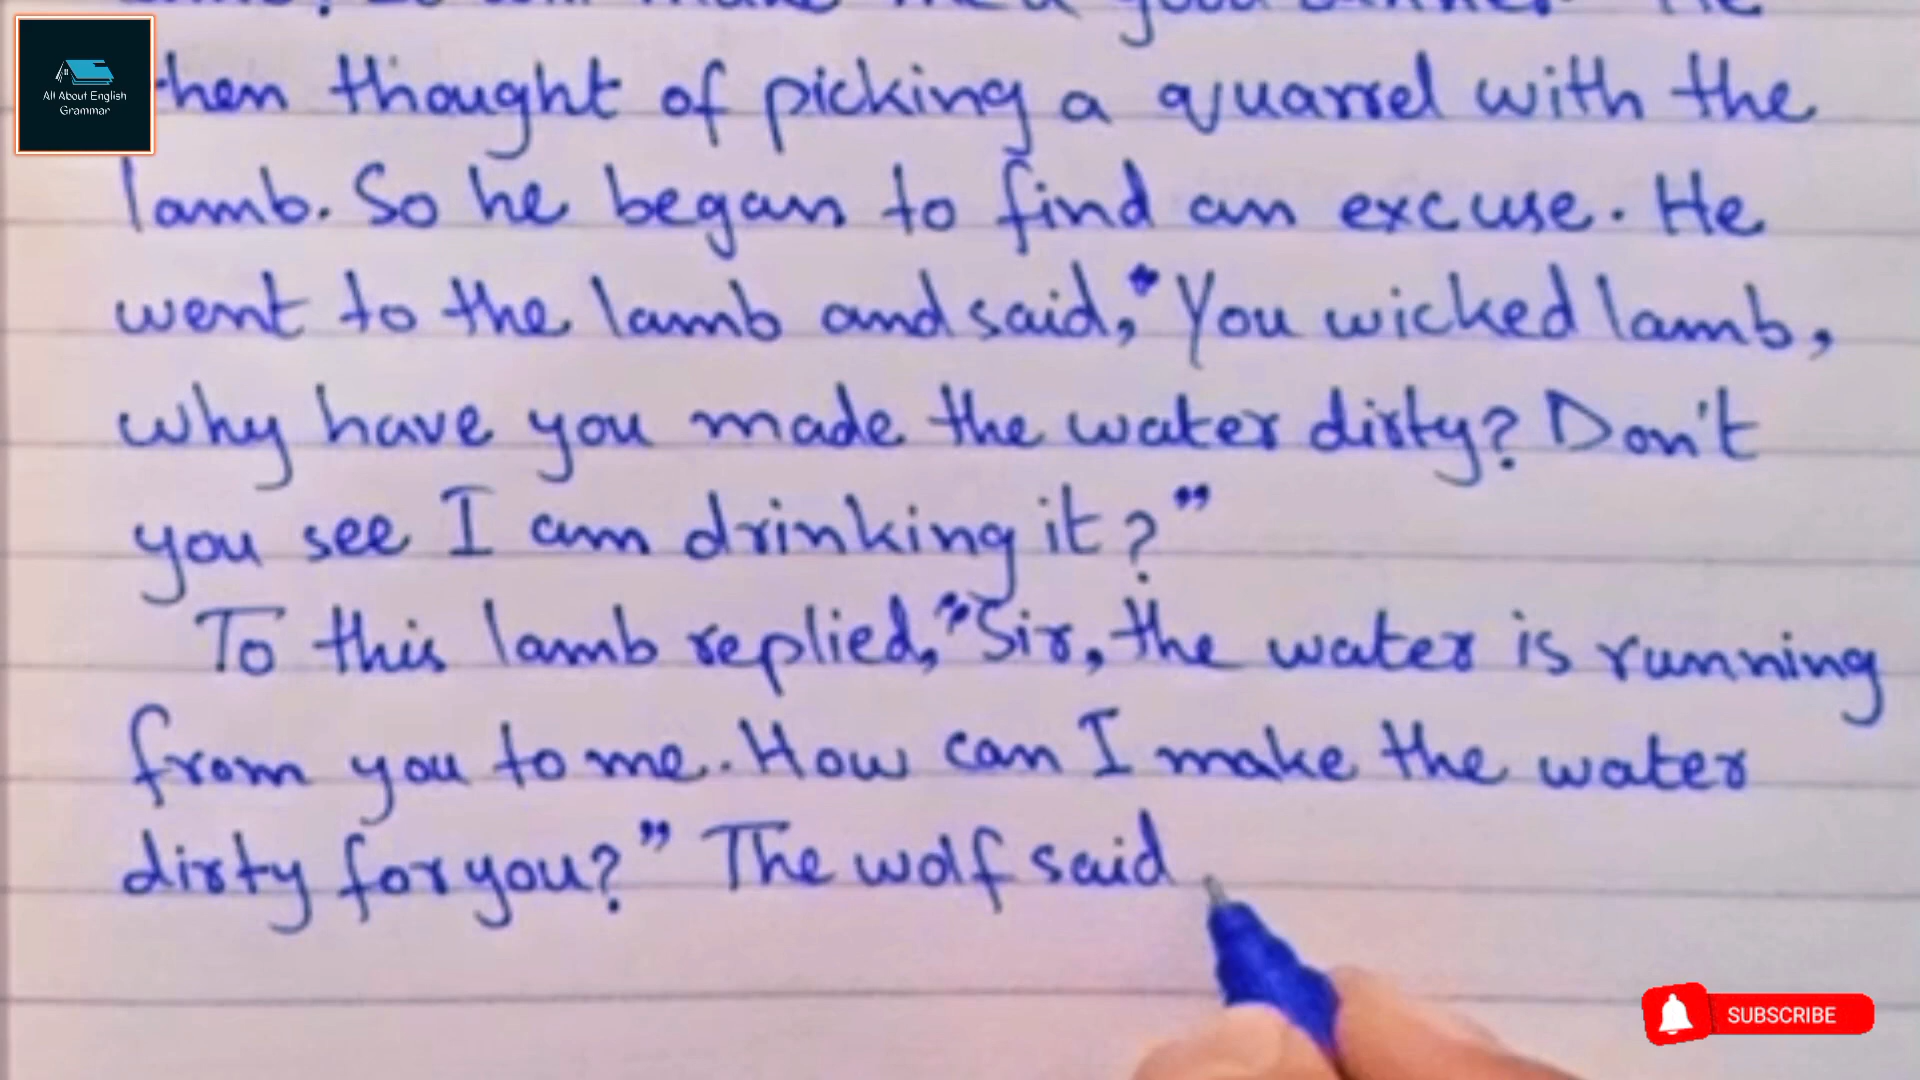 good dinner. He
All About English
Grammar
then thought of picking a quarrel with the
lamb. So he began to find an excuse. He
went to the lamb and said, "You wicked lamb,
why have you made the water dirty? Don't
you see I am drinking it?"
To this lamb replied, "Sir, the water is running
from you to me. How can I make the water
dirty for you?" The wolf said
SUBSCRIBE